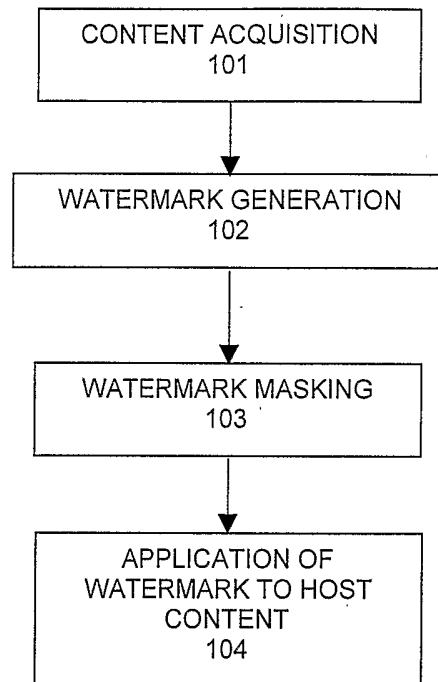 CONTENT ACQUISITION
101
WATERMARK GENERATION
102
WATERMARK MASKING
103
APPLICATION OF
WATERMARK TO HOST
CONTENT
104